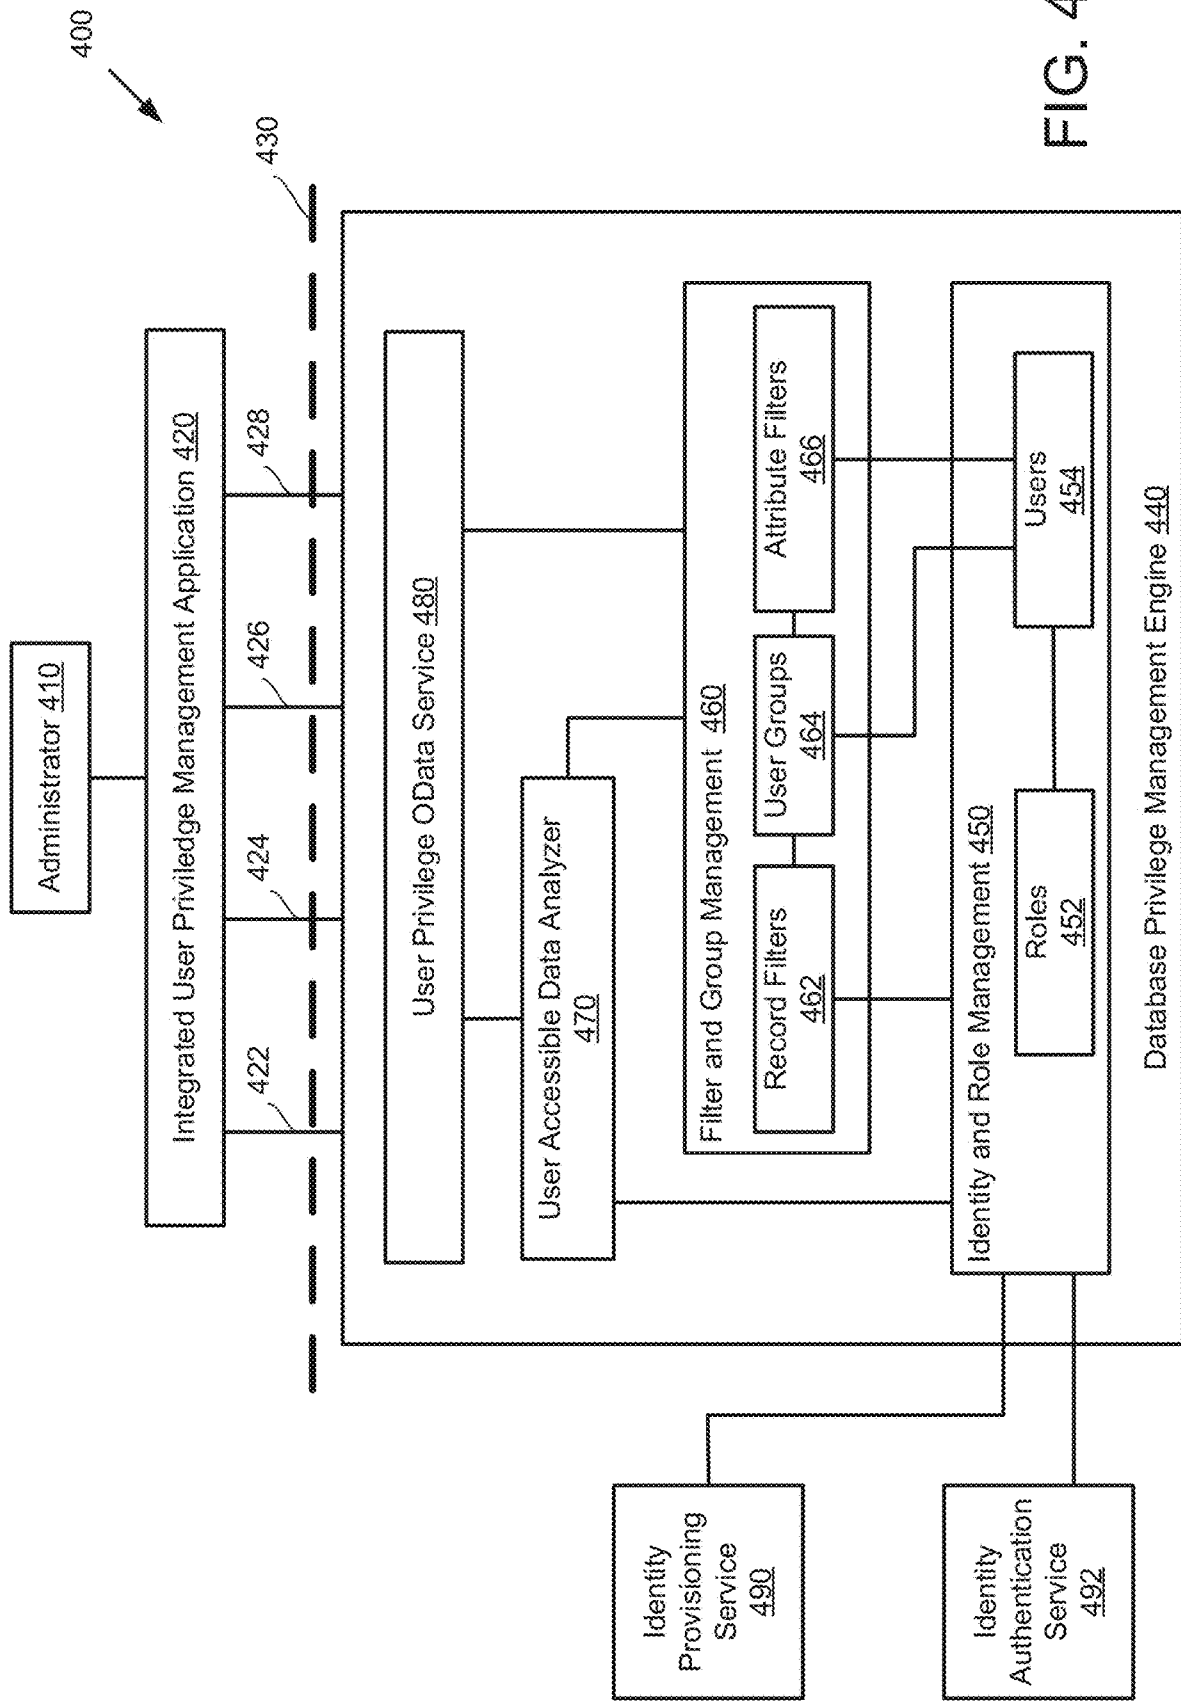 400
Administrator 410
Integrated User Priviledge Management Application 420
422
424
426
428
430
User Privilege OData Service 480
User Accessible Data Analyzer
470
Filter and Group Management 460
Record Filters
462
User Groups
464
Attribute Filters
466
Identity and Role Management 450
Roles
452
Users
454
Database Privilege Management Engine 440
Identity
Provisioning
Service
490
Identity
Authentication
Service
492
FIG. 4